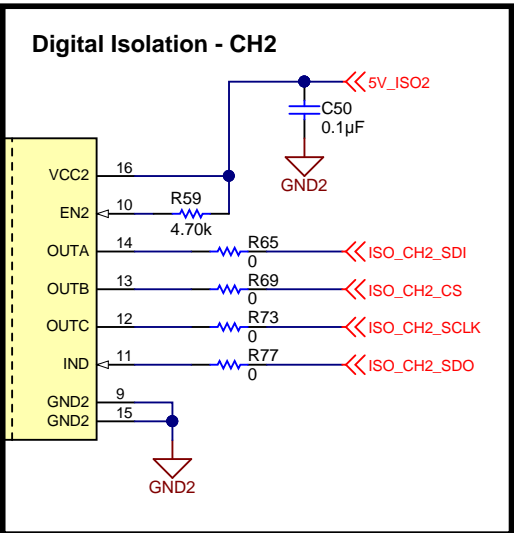 Digital Isolation - CH2
5V_ISO2
C50
0.1µF
GND2
VCC2 16
EN2 10
R59
4.70k
OUTA 14 R65 ISO_CH2_SDI
0
OUTB 13 R69 ISO_CH2_CS
0
OUTC 12 R73 ISO_CH2_SCLK
0
IND 11 R77 ISO_CH2_SDO
0
GND2 9
GND2 15
GND2